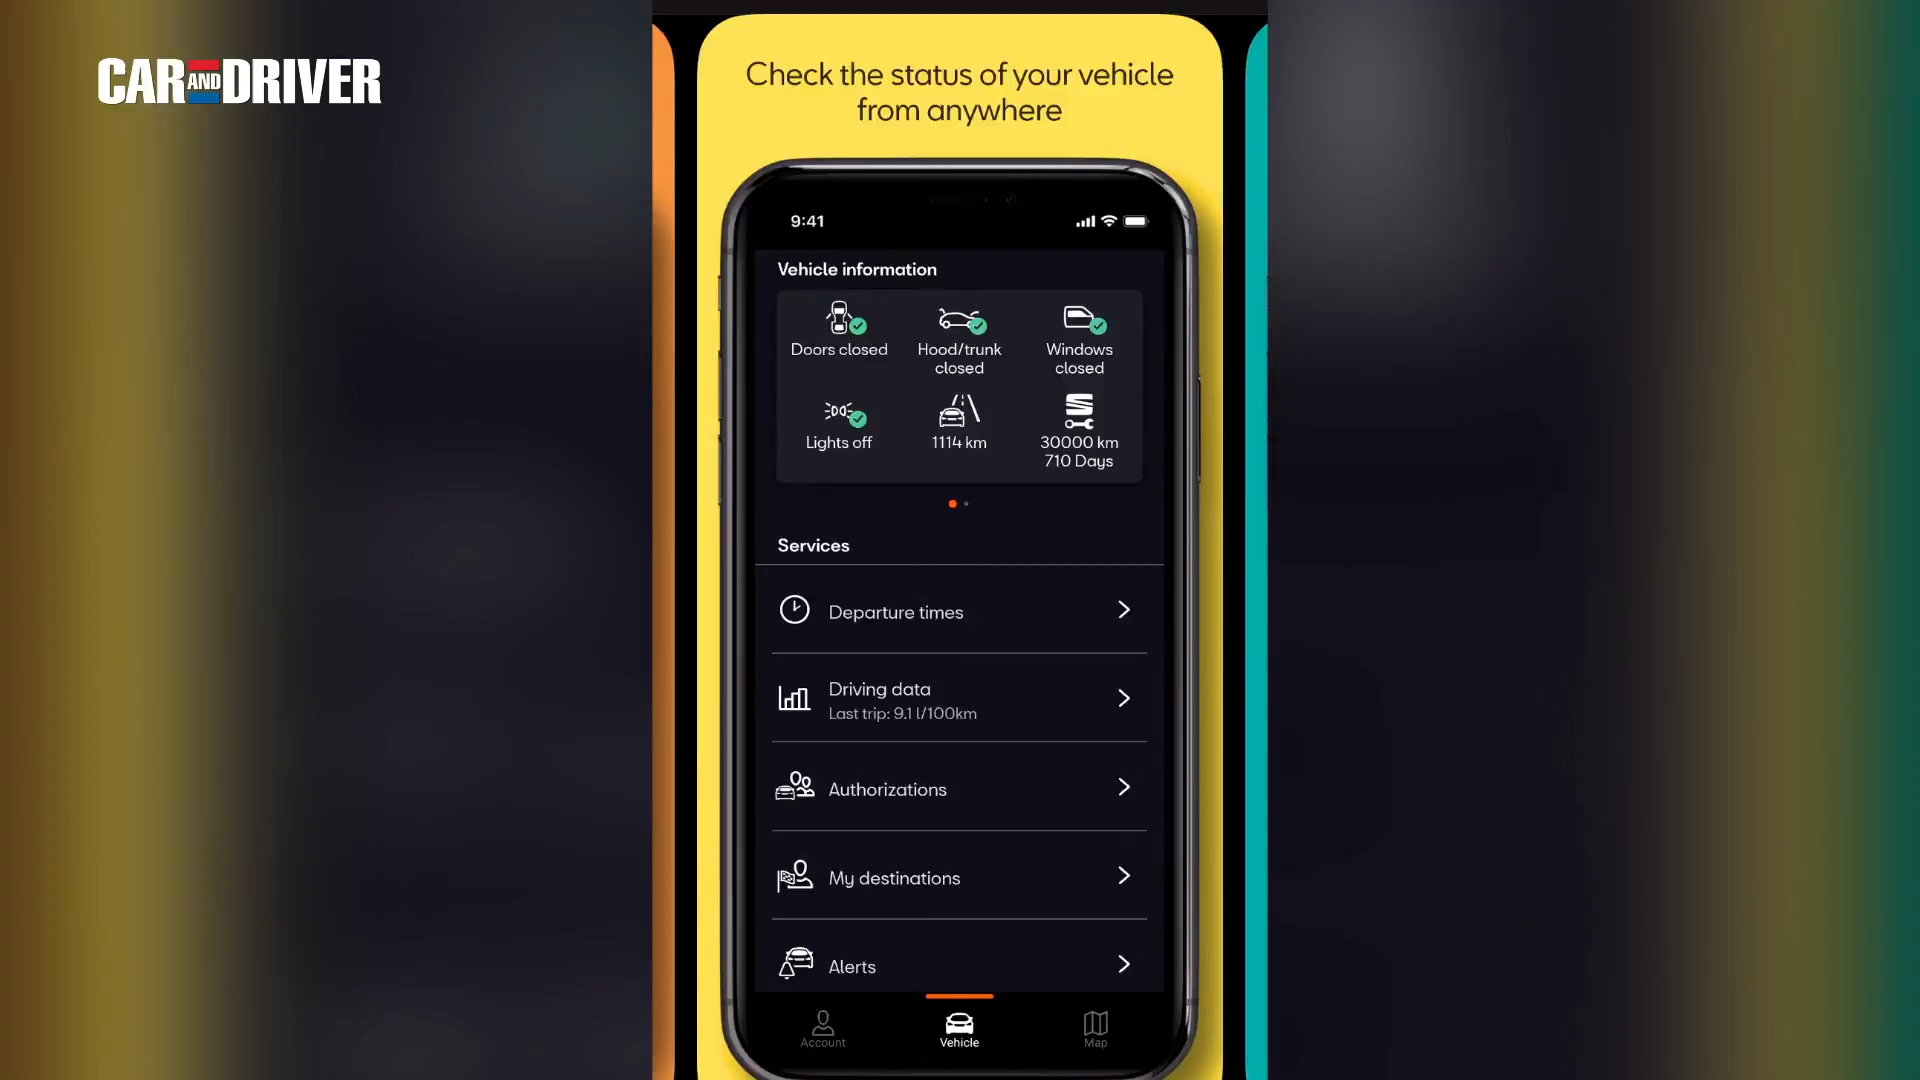 CAR AND DRIVER
Check the status of your vehicle
from anywhere
9:41
Vehicle information
Doors closed
Hood/trunk
closed
Windows
closed
Lights off
1114 km
30000 km
710 Days
Services
Departure times
Driving data
Last trip: 9.1 l/100km
Authorizations
My destinations
Alerts
Account
Vehicle
Map